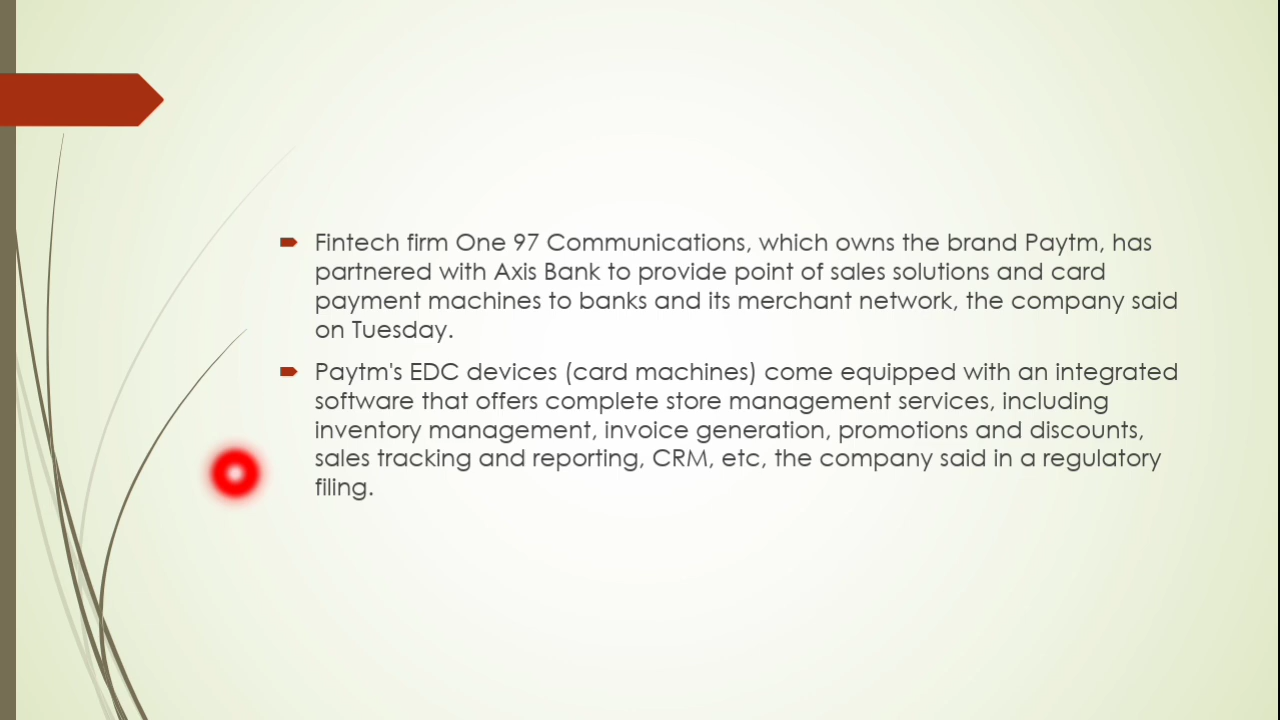 Fintech firm One 97 Communications, which owns the brand Paytm, has
partnered with Axis Bank to provide point of sales solutions and card
payment machines to banks and its merchant network, the company said
on Tuesday.
Paytm's EDC devices (card machines) come equipped with an integrated
software that offers complete store management services, including
inventory management, invoice generation, promotions and discounts,
sales tracking and reporting, CRM, etc, the company said in a regulatory
filing.